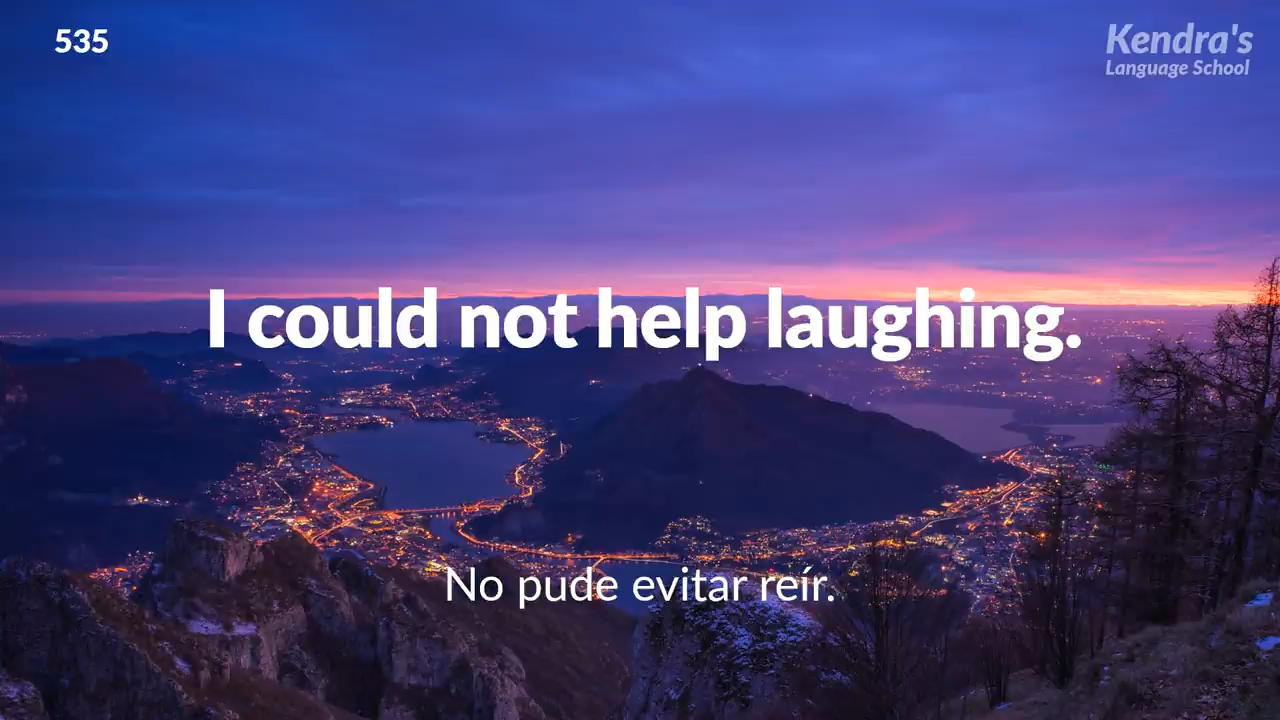 535
Kendra's
Language School
I could not help laughing.
No pude evitar reír.